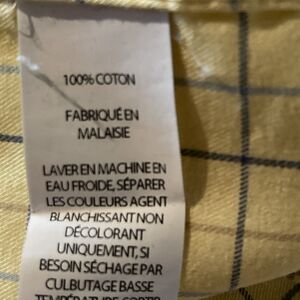 100% COTON
FABRIQUÉ EN
MALAISIE
LAVER EN MACHINE EN
EAU FROIDE, SÉPARER
LES COULEURS AGENT
BLANCHISSANT NON
DÉCOLORANT
UNIQUEMENT, SI
BESOIN SÉCHAGE PAR
CULBUTAGE BASSE
TEMPÉRATURE